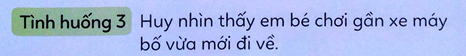 Tình huống 3 Huy nhìn thấy em bé chơi gần xe máy
bố vừa mới đi về.